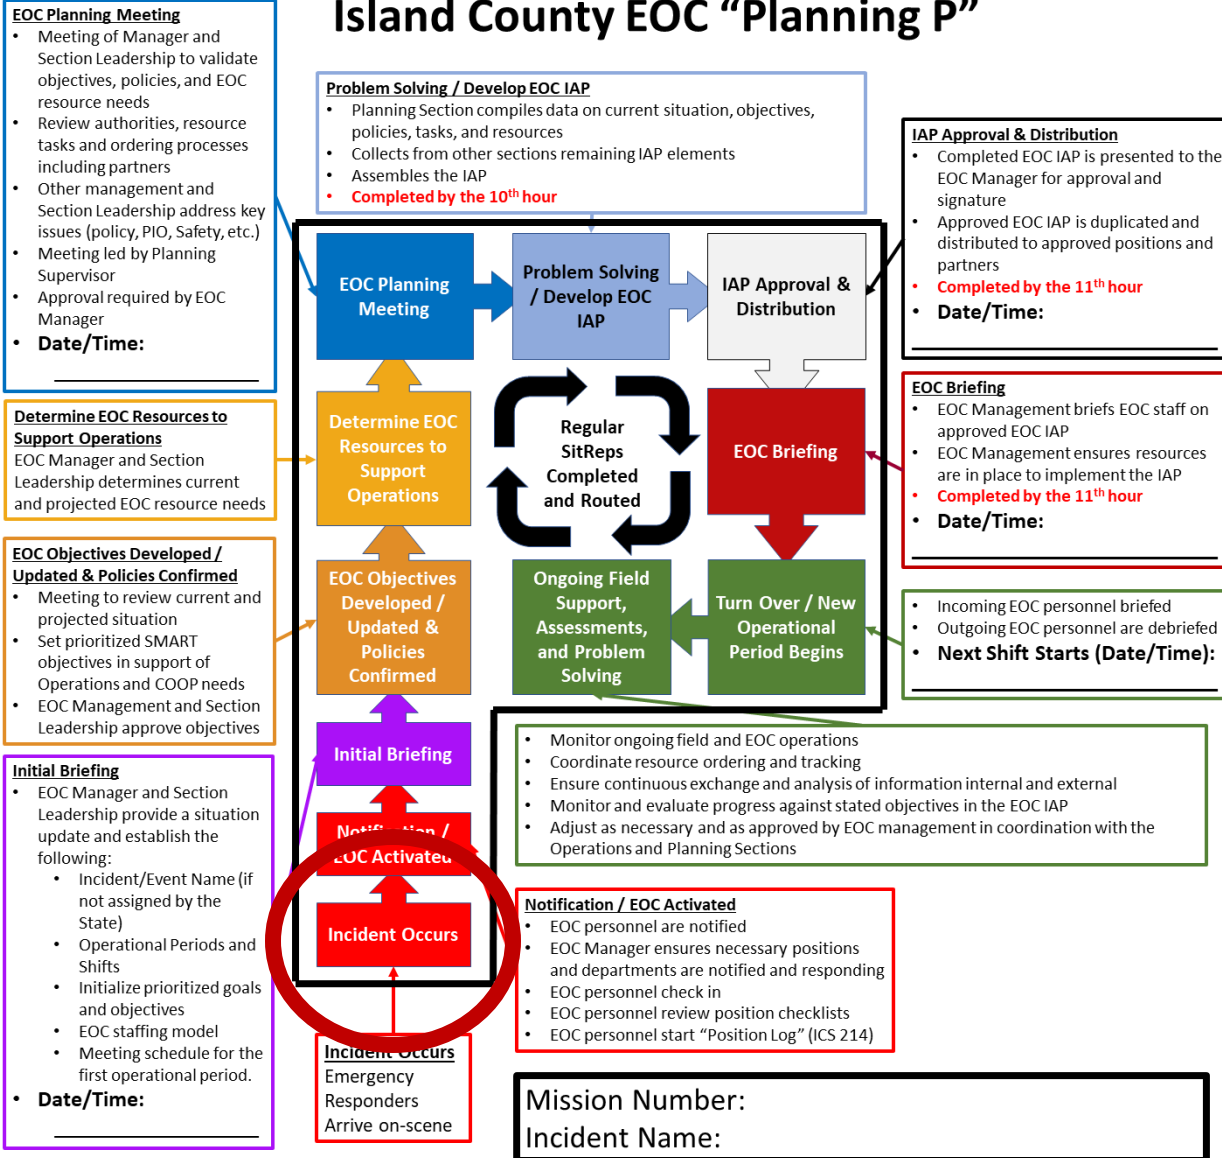 Island County EOC “Planning P”
EOC Planning Meeting
• Meeting of Manager and
Section Leadership to validate
objectives, policies, and EOC
resource needs
• Review authorities, resource
tasks and ordering processes
including partners
• Other management and
Section Leadership address key
issues (policy, PIO, Safety, etc.)
• Meeting led by Planning
Supervisor
• Approval required by EOC
Manager
• Date/Time:
Determine EOC Resources to
Support Operations
EOC Manager and Section
Leadership determines current
and projected EOC resource needs
EOC Objectives Developed /
Updated & Policies Confirmed
• Meeting to review current and
projected situation
• Set prioritized SMART
objectives in support of
Operations and COOP needs
• EOC Management and Section
Leadership approve objectives
Initial Briefing
• EOC Manager and Section
Leadership provide a situation
update and establish the
following:
• Incident/Event Name (if
not assigned by the
State)
• Operational Periods and
Shifts
• Initialize prioritized goals
and objectives
• EOC staffing model
• Meeting schedule for the
first operational period.
• Date/Time:
Problem Solving / Develop EOC IAP
• Planning Section compiles data on current situation, objectives,
policies, tasks, and resources
• Collects from other sections remaining IAP elements
• Assembles the IAP
• Completed by the 10th hour
EOC Planning
Meeting
Problem Solving
/ Develop EOC
IAP
IAP Approval &
Distribution
Determine EOC
Resources to
Support
Operations
Regular
SitReps
Completed
and Routed
EOC Briefing
EOC Objectives
Developed /
Updated &
Policies
Confirmed
Ongoing Field
Support,
Assessments,
and Problem
Solving
Turn Over / New
Operational
Period Begins
Initial Briefing
Notification /
EOC Activated
Incident Occurs
Incident Occurs
Emergency
Responders
Arrive on-scene
IAP Approval & Distribution
• Completed EOC IAP is presented to the
EOC Manager for approval and
signature
• Approved EOC IAP is duplicated and
distributed to approved positions and
partners
• Completed by the 11th hour
• Date/Time:
EOC Briefing
• EOC Management briefs EOC staff on
approved EOC IAP
• EOC Management ensures resources
are in place to implement the IAP
• Completed by the 11th hour
• Date/Time:
• Incoming EOC personnel briefed
• Outgoing EOC personnel are debriefed
• Next Shift Starts (Date/Time):
• Monitor ongoing field and EOC operations
• Coordinate resource ordering and tracking
• Ensure continuous exchange and analysis of information internal and external
• Monitor and evaluate progress against stated objectives in the EOC IAP
• Adjust as necessary and as approved by EOC management in coordination with the
Operations and Planning Sections
Notification / EOC Activated
• EOC personnel are notified
• EOC Manager ensures necessary positions
and departments are notified and responding
• EOC personnel check in
• EOC personnel review position checklists
• EOC personnel start “Position Log” (ICS 214)
Mission Number:
Incident Name: